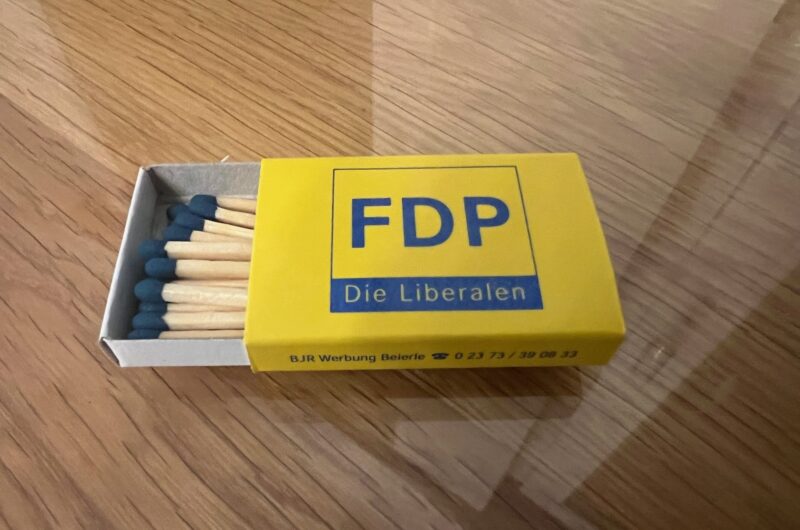 FDP
Die Liberalen
BJR Werbung Beierle ☎ 0 23 73 / 39 08 33